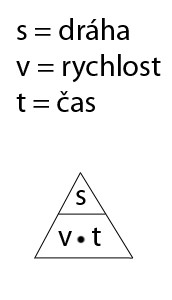 s = dráha
v = rychlost
t = čas
s
v • t